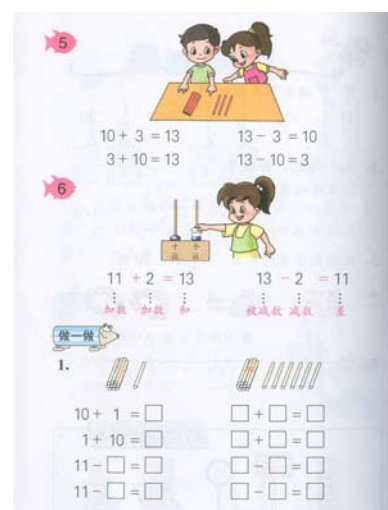 5
10 + 3 = 13 13 - 3 = 10
3 + 10 = 13 13 - 10 = 3
6
十位 个位
11 + 2 = 13 13 - 2 = 11
加数 加数 和 被减数 减数 差
做一做
1.
10 + 1 = □ □ + □ = □
1 + 10 = □ □ + □ = □
11 - □ = □ □ - □ = □
11 - □ = □ □ - □ = □